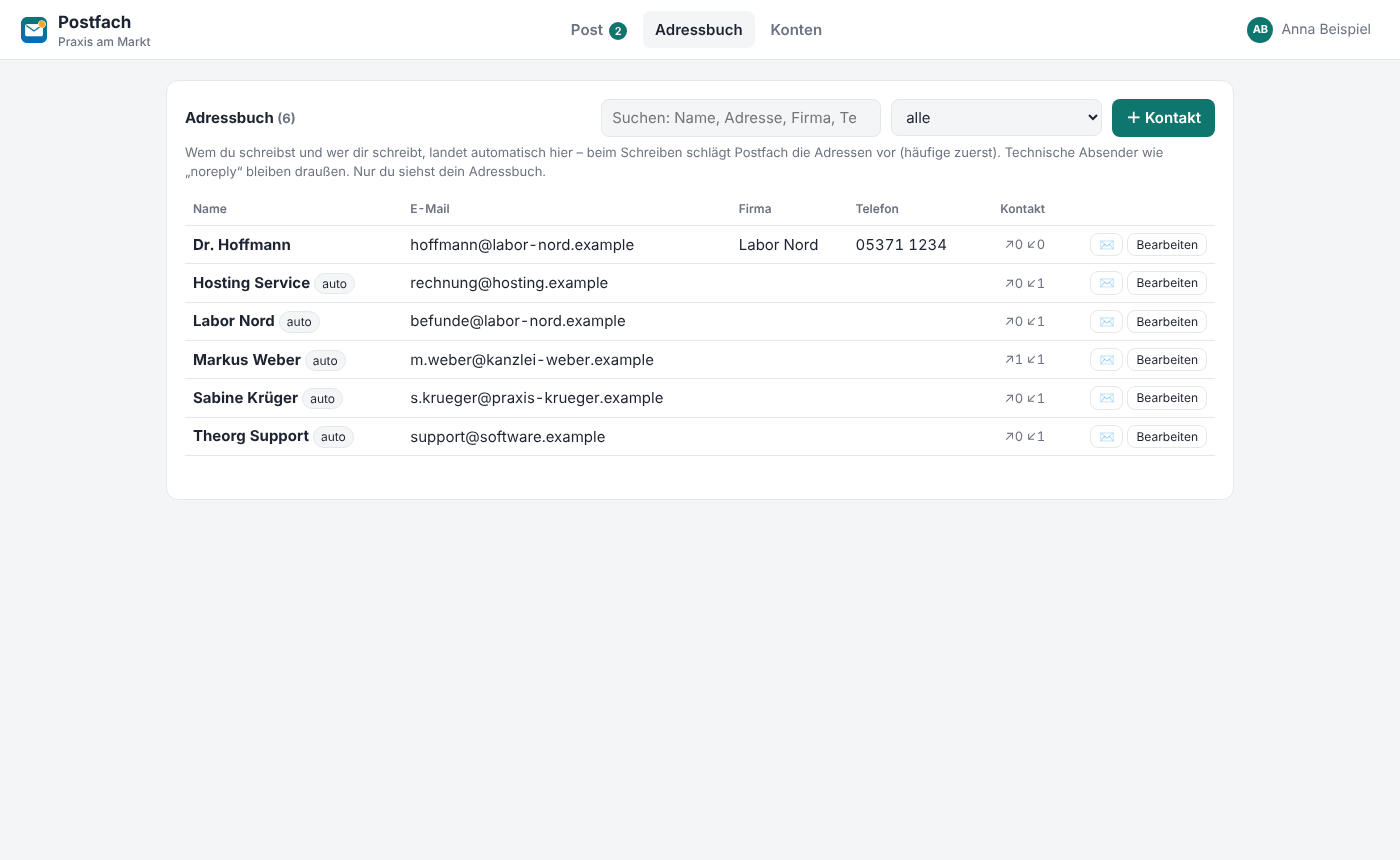 Postfach
Praxis am Markt
Post 2 Adressbuch Konten
AB Anna Beispiel
Adressbuch (6) Suchen: Name, Adresse, Firma, Te alle + Kontakt
Wem du schreibst und wer dir schreibt, landet automatisch hier – beim Schreiben schlägt Postfach die Adressen vor (häufige zuerst). Technische Absender wie
„noreply“ bleiben draußen. Nur du siehst dein Adressbuch.
Name E-Mail Firma Telefon Kontakt
Dr. Hoffmann hoffmann@labor-nord.example Labor Nord 05371 1234 ↗0 ↙0 Bearbeiten
Hosting Service auto rechnung@hosting.example ↗0 ↙1 Bearbeiten
Labor Nord auto befunde@labor-nord.example ↗0 ↙1 Bearbeiten
Markus Weber auto m.weber@kanzlei-weber.example ↗1 ↙1 Bearbeiten
Sabine Krüger auto s.krueger@praxis-krueger.example ↗0 ↙1 Bearbeiten
Theorg Support auto support@software.example ↗0 ↙1 Bearbeiten